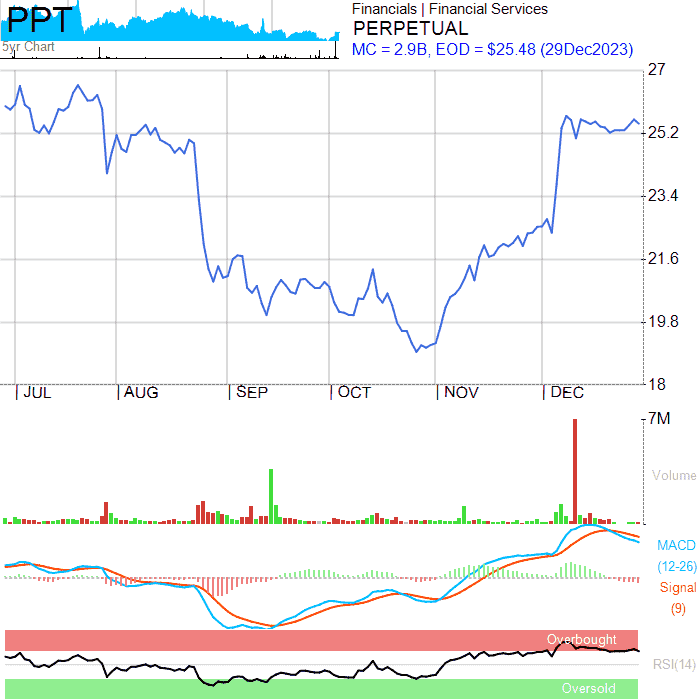 PPT
5yr Chart
Financials | Financial Services
PERPETUAL
MC = 2.9B, EOD = $25.48 (29Dec2023)
27
25.2
23.4
21.6
19.8
18
JUL AUG SEP OCT NOV DEC
7M
Volume
MACD
(12-26)
Signal
(9)
Overbought
RSI(14)
Oversold